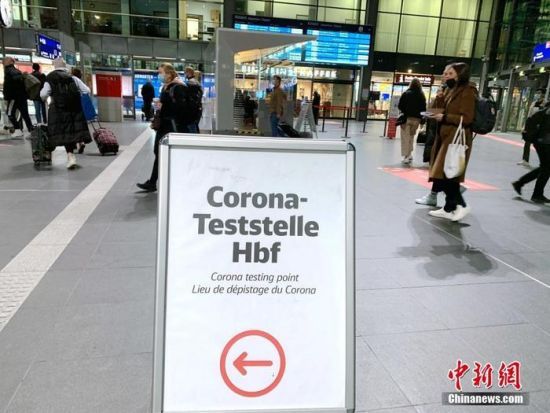 Corona-
Teststelle
Hbf
Corona testing point
Lieu de dépistage du Corona
中新网
Chinanews.com